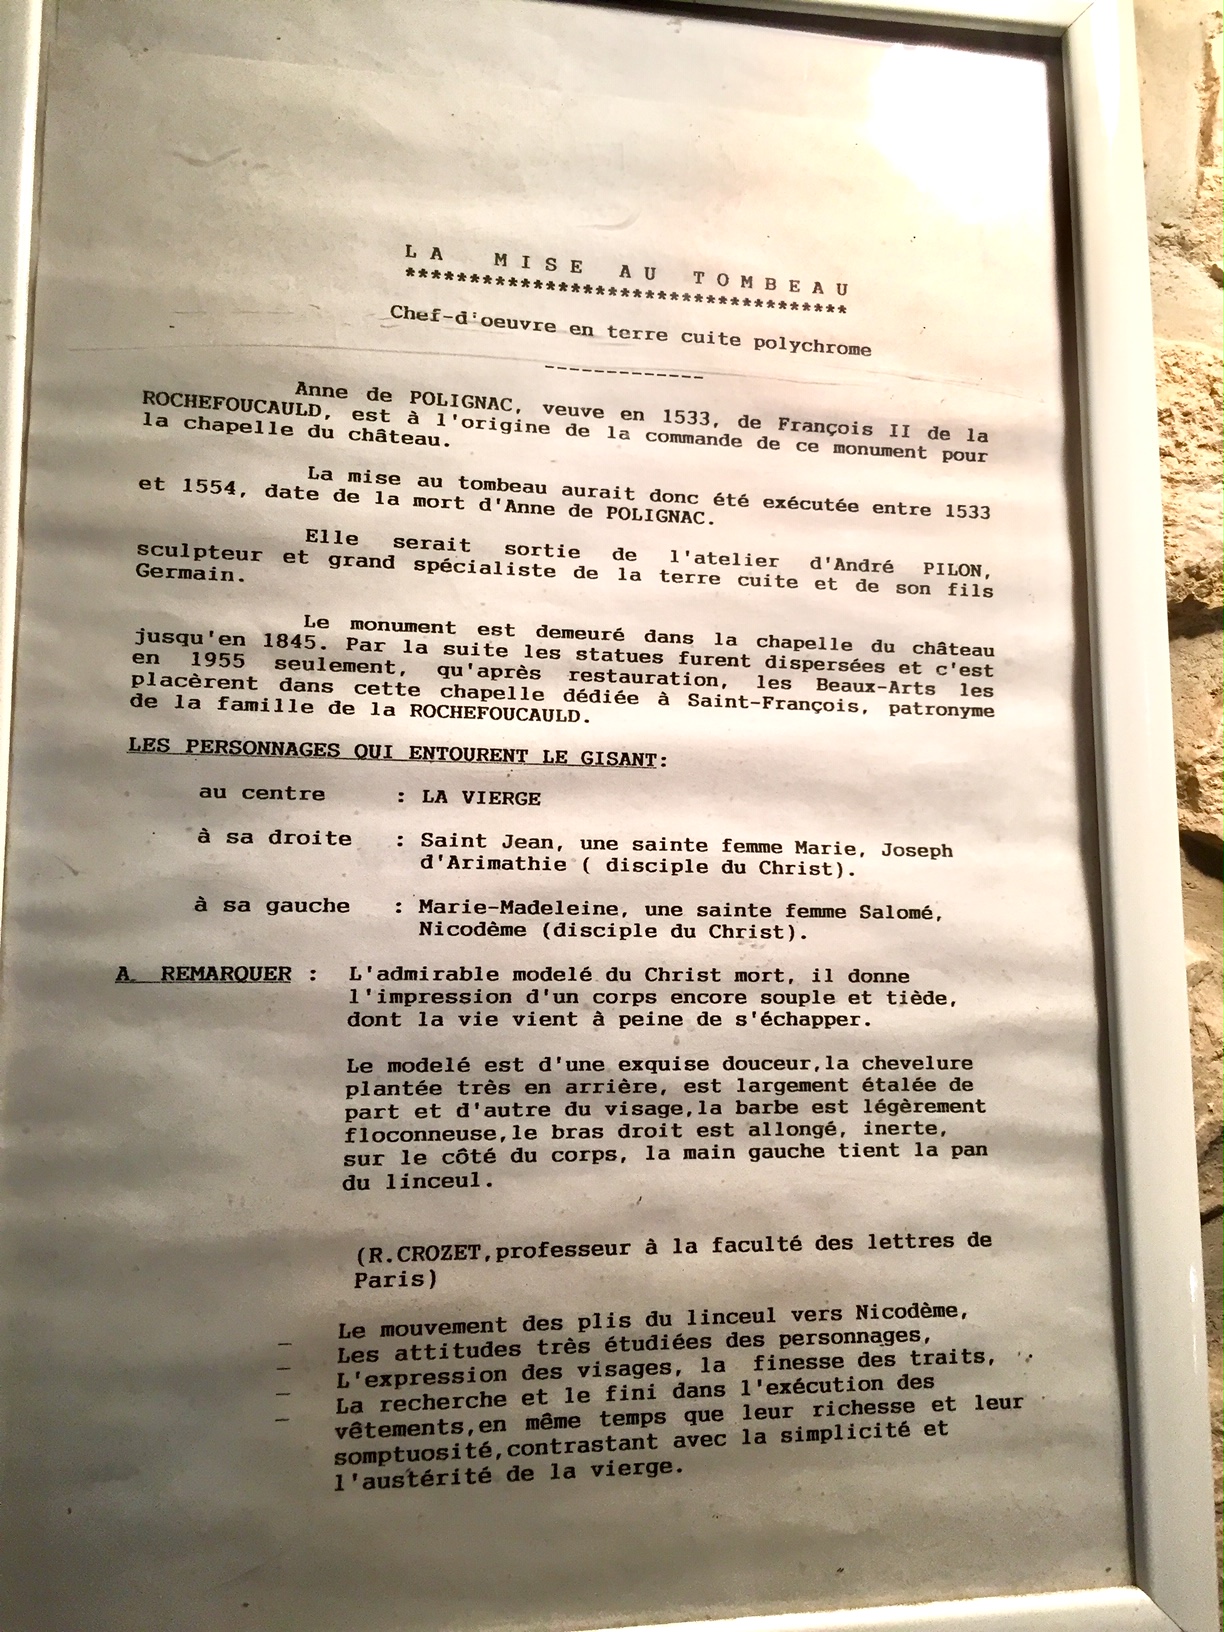 LA MISE AU TOMBEAU
***********************************
Chef-d'oeuvre en terre cuite polychrome
-------------
Anne de POLIGNAC, veuve en 1533, de François II de la
ROCHEFOUCAULD, est à l'origine de la commande de ce monument pour
la chapelle du château.
La mise au tombeau aurait donc été exécutée entre 1533
et 1554, date de la mort d'Anne de POLIGNAC.
Elle serait sortie de l'atelier d'André PILON,
sculpteur et grand spécialiste de la terre cuite et de son fils
Germain.
Le monument est demeuré dans la chapelle du château
jusqu'en 1845. Par la suite les statues furent dispersées et c'est
en 1955 seulement, qu'après restauration, les Beaux-Arts les
placèrent dans cette chapelle dédiée à Saint-François, patronyme
de la famille de la ROCHEFOUCAULD.
LES PERSONNAGES QUI ENTOURENT LE GISANT:
au centre : LA VIERGE
à sa droite : Saint Jean, une sainte femme Marie, Joseph
d'Arimathie ( disciple du Christ).
à sa gauche : Marie-Madeleine, une sainte femme Salomé,
Nicodème (disciple du Christ).
A REMARQUER : L'admirable modelé du Christ mort, il donne
l'impression d'un corps encore souple et tiède,
dont la vie vient à peine de s'échapper.
Le modelé est d'une exquise douceur,la chevelure
plantée très en arrière, est largement étalée de
part et d'autre du visage,la barbe est légèrement
floconneuse,le bras droit est allongé, inerte,
sur le côté du corps, la main gauche tient la pan
du linceul.
(R.CROZET,professeur à la faculté des lettres de
Paris)
- Le mouvement des plis du linceul vers Nicodème,
- Les attitudes très étudiées des personnages,
- L'expression des visages, la finesse des traits,
- La recherche et le fini dans l'exécution des
vêtements,en même temps que leur richesse et leur
somptuosité,contrastant avec la simplicité et
l'austérité de la vierge.